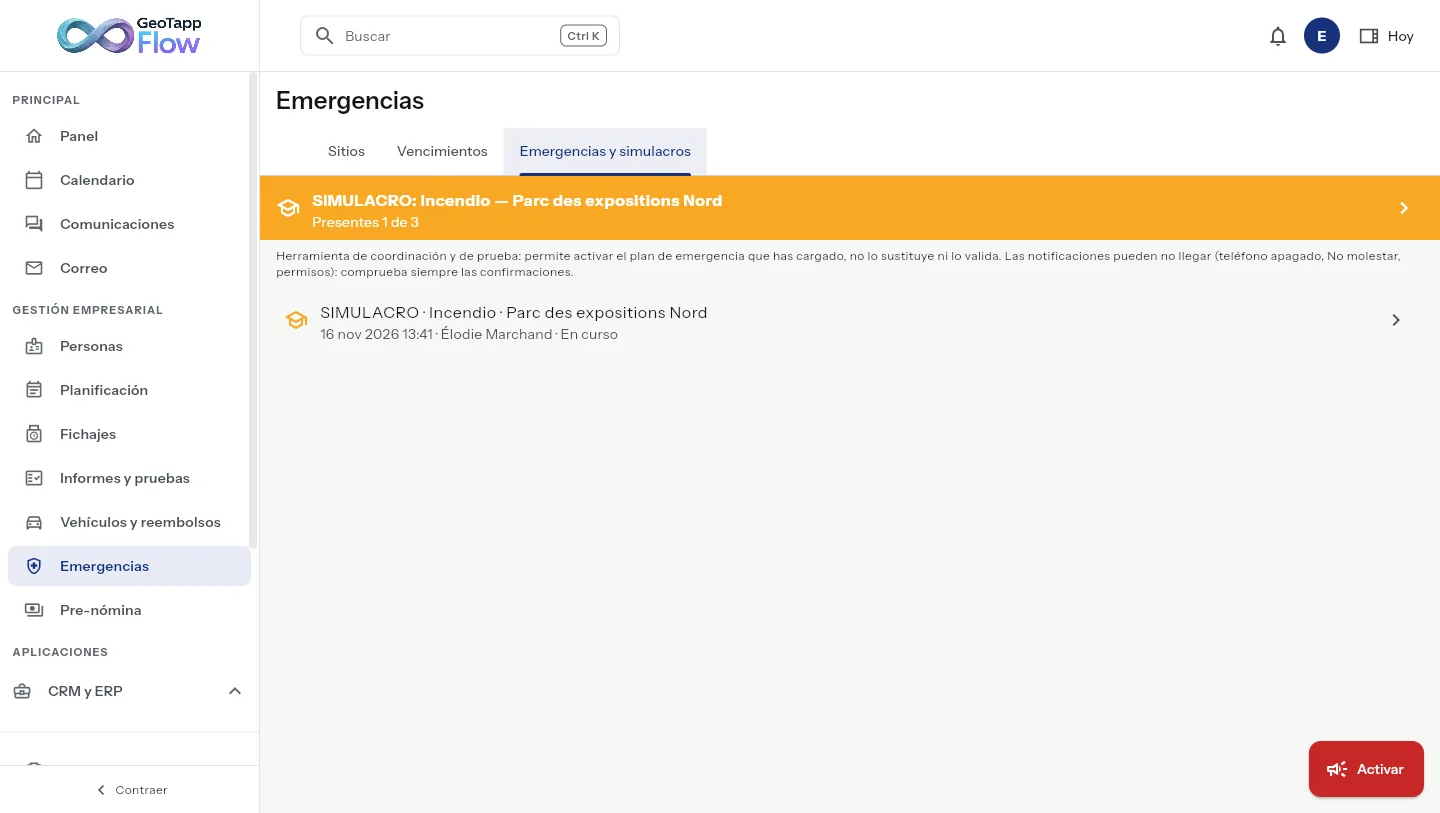 GeoTapp
Flow
Buscar
Ctrl K
E
Hoy
PRINCIPAL
Panel
Calendario
Comunicaciones
Correo
GESTIÓN EMPRESARIAL
Personas
Planificación
Fichajes
Informes y pruebas
Vehículos y reembolsos
Emergencias
Pre-nómina
APLICACIONES
CRM y ERP
Contraer
Emergencias
Sitios
Vencimientos
Emergencias y simulacros
SIMULACRO: Incendio — Parc des expositions Nord
Presentes 1 de 3
Herramienta de coordinación y de prueba: permite activar el plan de emergencia que has cargado, no lo sustituye ni lo valida. Las notificaciones pueden no llegar (teléfono apagado, No molestar,
permisos): comprueba siempre las confirmaciones.
SIMULACRO · Incendio · Parc des expositions Nord
16 nov 2026 13:41 · Élodie Marchand · En curso
Activar